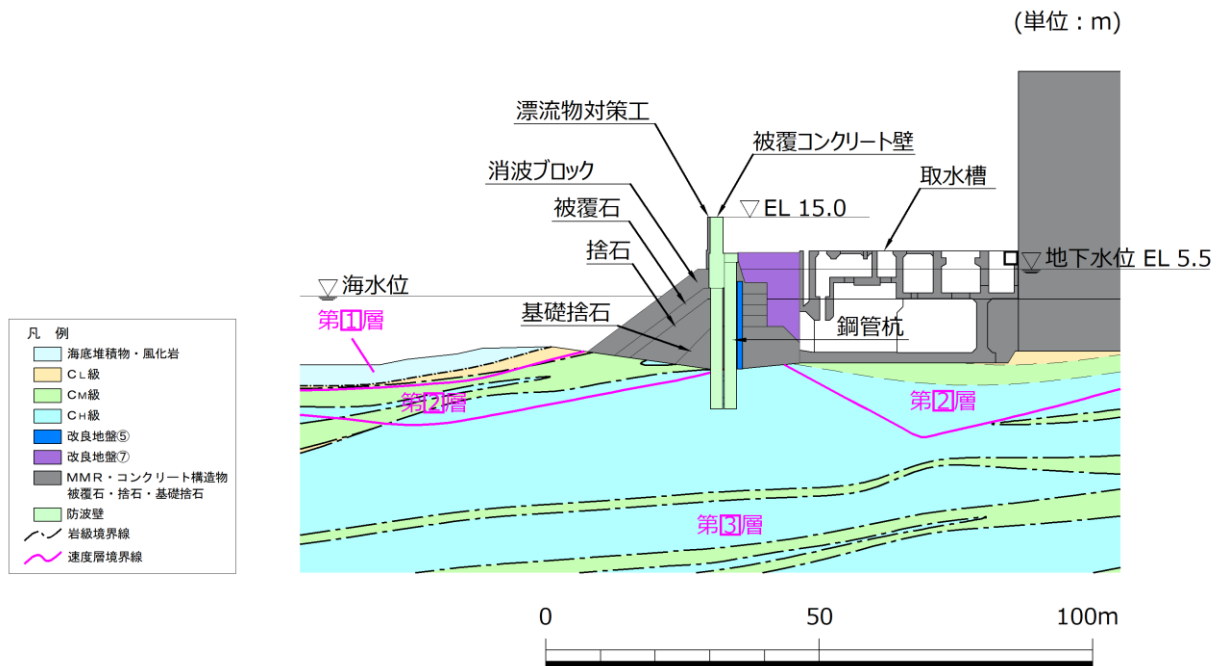 (単位：m)
漂流物対策工
被覆コンクリート壁
消波ブロック
取水槽
被覆石
▽ EL 15.0
捨石
地下水位 EL 5.5
海水位
基礎捨石
鋼管杭
第1層
第2層
第2層
第3層
凡 例
海底堆積物・風化岩
CL級
CM級
CH級
改良地盤⑤
改良地盤⑦
MMR・コンクリート構造物
被覆石・捨石・基礎捨石
防波壁
岩級境界線
速度層境界線
0 50 100m